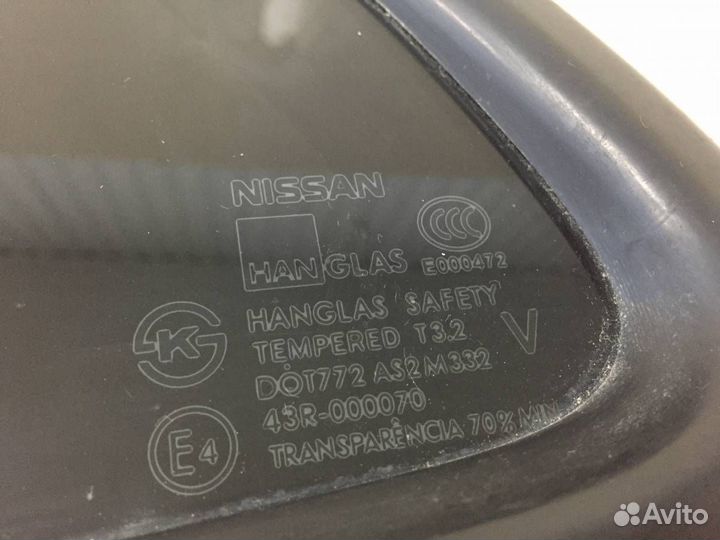 NISSAN
CCC
HANGLAS
E000472
HANGLAS SAFETY
TEMPERED T3.2
V
DOT772 AS2 M332
K
S
43R-000070
E4
TRANSPARÊNCIA 70% MIN
Avito